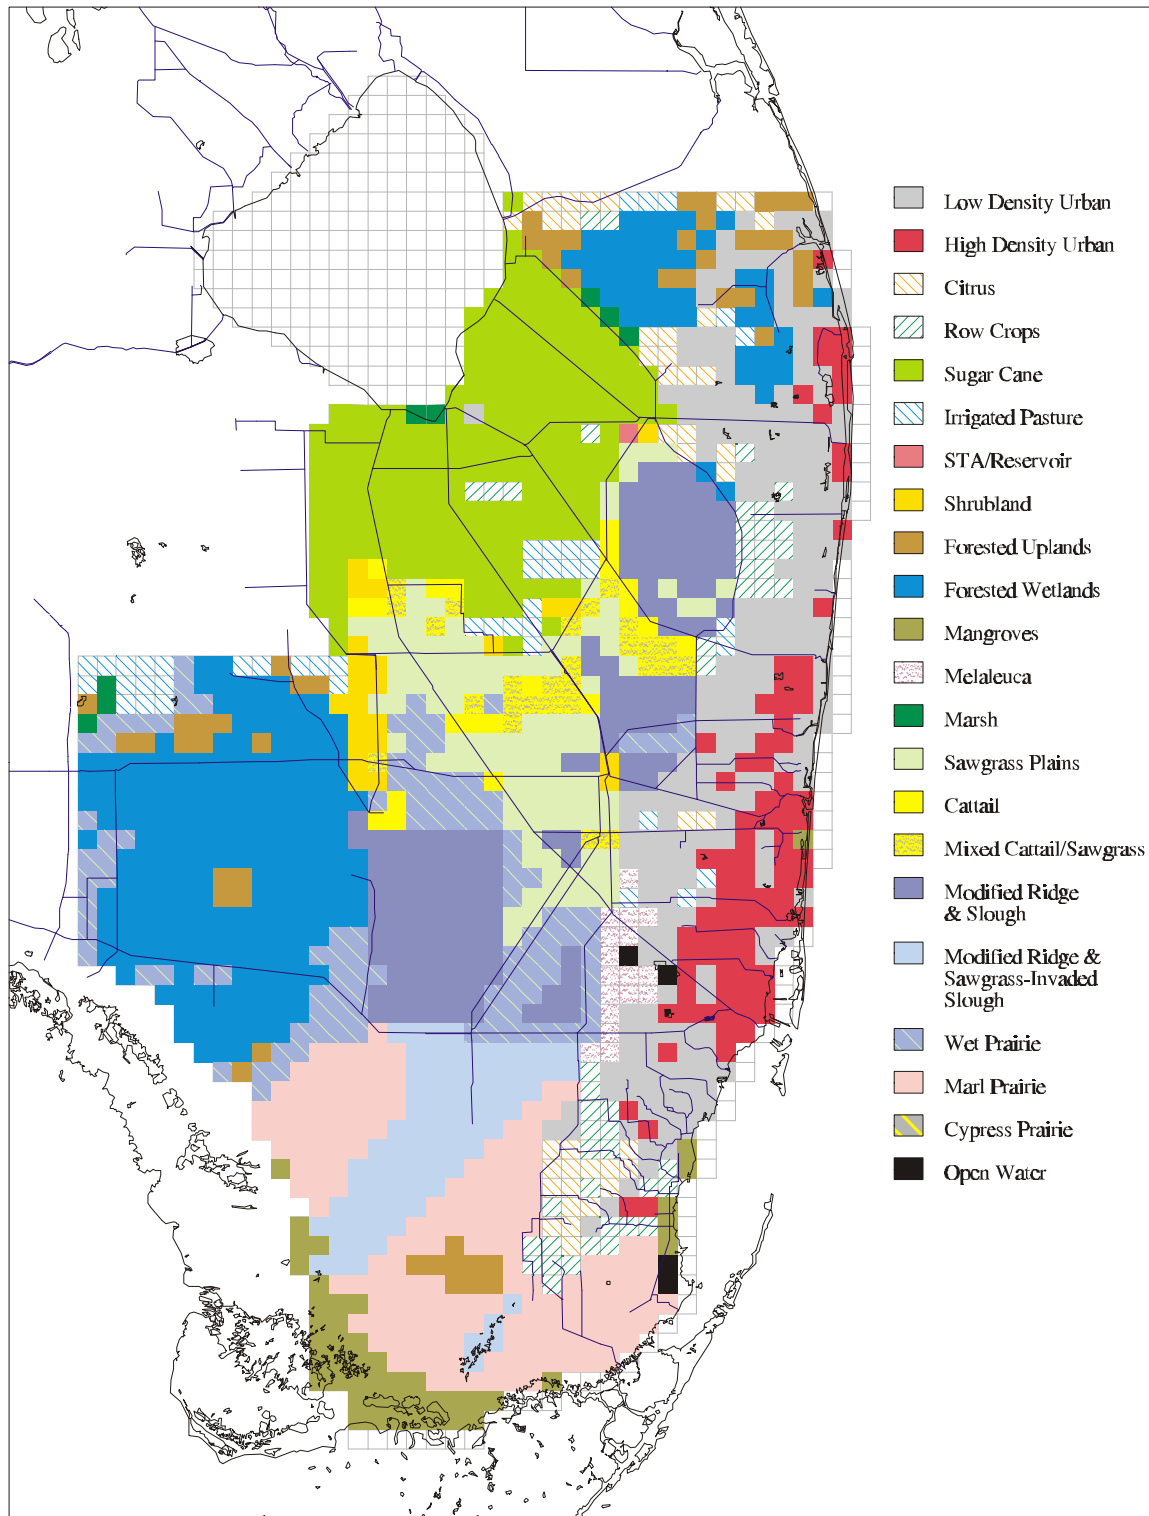 Low Density Urban
High Density Urban
Citrus
Row Crops
Sugar Cane
Irrigated Pasture
STA/Reservoir
Shrubland
Forested Uplands
Forested Wetlands
Mangroves
Melaleuca
Marsh
Sawgrass Plains
Cattail
Mixed Cattail/Sawgrass
Modified Ridge
& Slough
Modified Ridge &
Sawgrass-Invaded
Slough
Wet Prairie
Marl Prairie
Cypress Prairie
Open Water